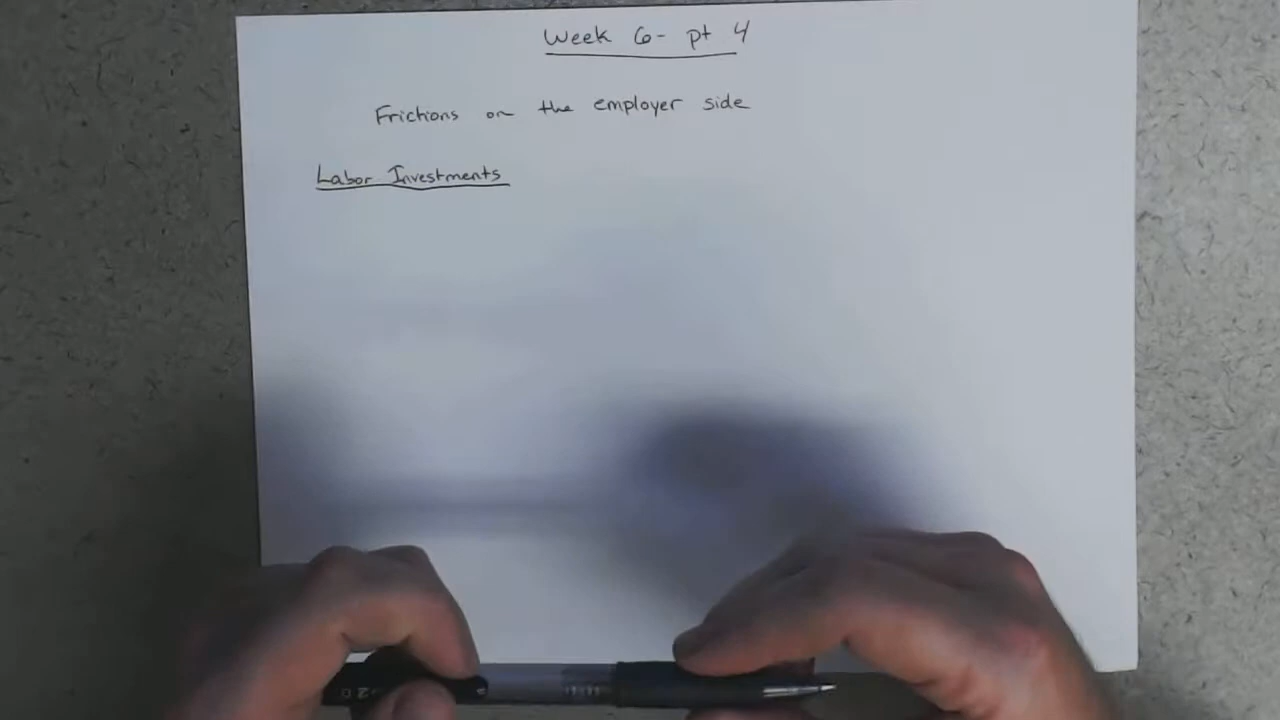 Week 6- pt 4
Frictions on the employer side
Labor Investments